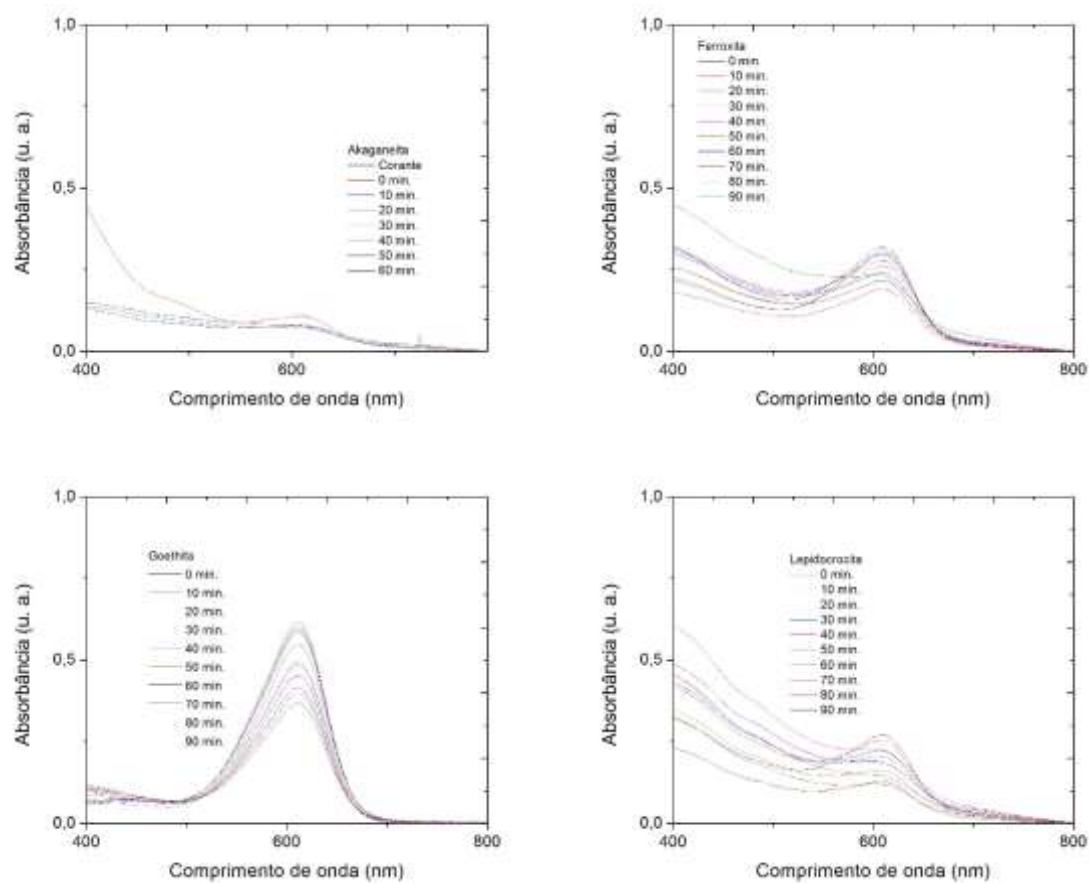 1,0
Absorbância (u. a.)
0,5
0,0
400
600
Comprimento de onda (nm)
Akaganeita
Corante
0 min.
10 min.
20 min.
30 min.
40 min.
50 min.
60 min.
1,0
Absorbância (u. a.)
0,5
0,0
400
600
800
Comprimento de onda (nm)
Ferroxita
0 min.
10 min.
20 min.
30 min.
40 min.
50 min.
60 min.
70 min.
80 min.
90 min.
1,0
Absorbância (u. a.)
0,5
0,0
400
600
800
Comprimento de onda (nm)
Goethita
0 min.
10 min.
20 min.
30 min.
40 min.
50 min.
60 min
70 min.
80 min.
90 min.
1,0
Absorbância (u. a.)
0,5
0,0
400
600
800
Comprimento de onda (nm)
Lepidocrocita
0 min.
10 min.
20 min.
30 min.
40 min.
50 min.
60 min.
70 min.
80 min.
90 min.